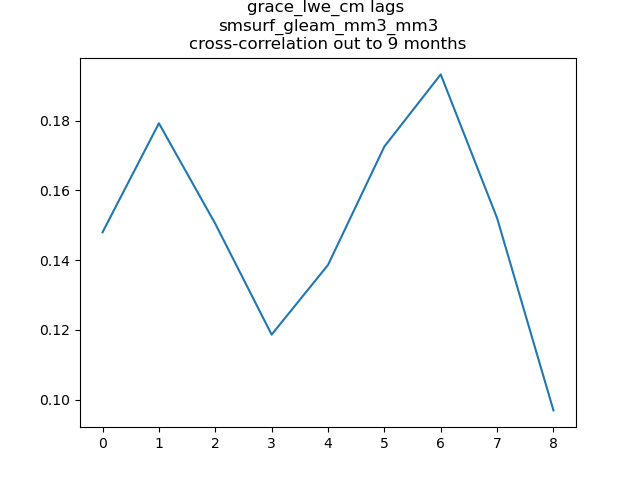 grace_lwe_cm lags
smsurf_gleam_mm3_mm3
cross-correlation out to 9 months
0.18
0.16
0.14
0.12
0.10
0 1 2 3 4 5 6 7 8